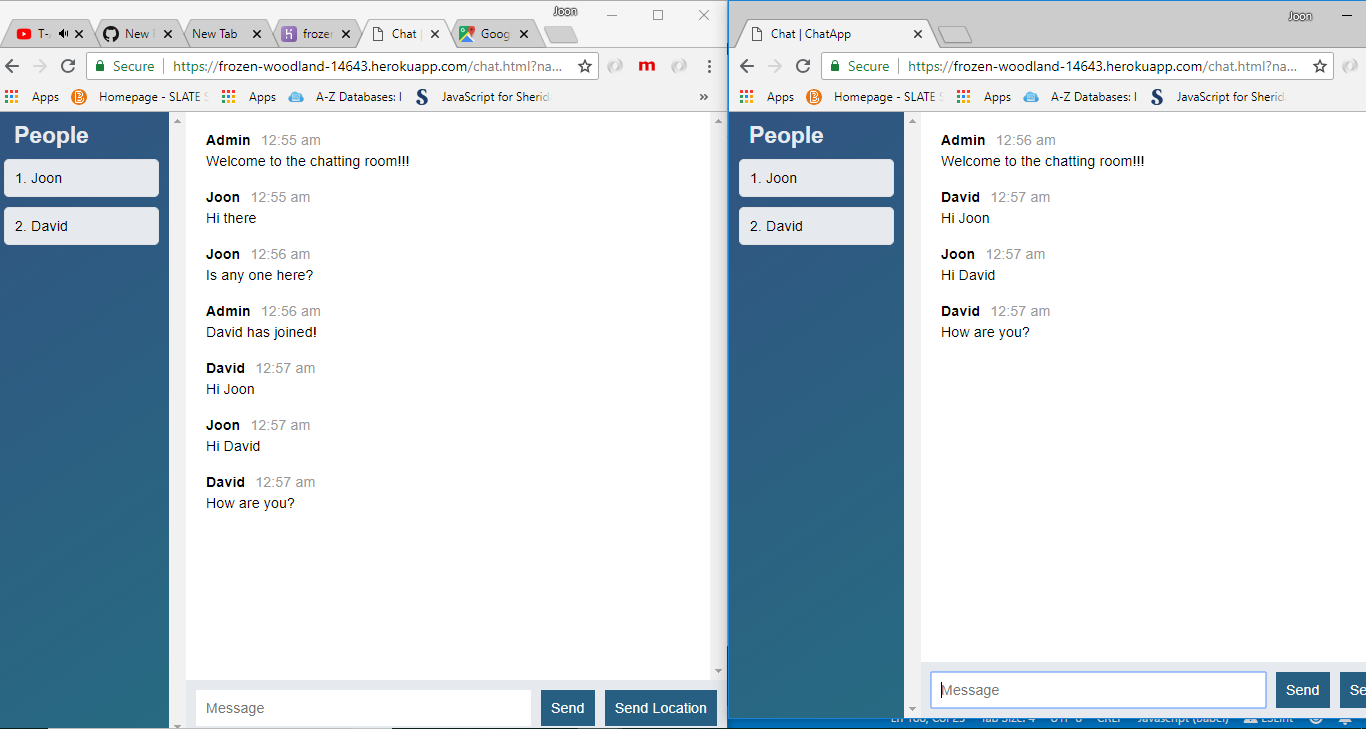 Joon
T-
New
New Tab
frozen
Chat |
Goog
Secure
https://frozen-woodland-14643.herokuapp.com/chat.html?na...
m
Apps
Homepage - SLATE
Apps
A-Z Databases: l
S
JavaScript for Sherid
»
People
1. Joon
2. David
Admin 12:55 am
Welcome to the chatting room!!!
Joon 12:55 am
Hi there
Joon 12:56 am
Is any one here?
Admin 12:56 am
David has joined!
David 12:57 am
Hi Joon
Joon 12:57 am
Hi David
David 12:57 am
How are you?
Message
Send
Send Location
Joon
Chat | ChatApp
Secure
https://frozen-woodland-14643.herokuapp.com/chat.html?na...
Apps
Homepage - SLATE
Apps
A-Z Databases: l
S
JavaScript for Sherid
People
1. Joon
2. David
Admin 12:56 am
Welcome to the chatting room!!!
David 12:57 am
Hi Joon
Joon 12:57 am
Hi David
David 12:57 am
How are you?
Message
Send
Se